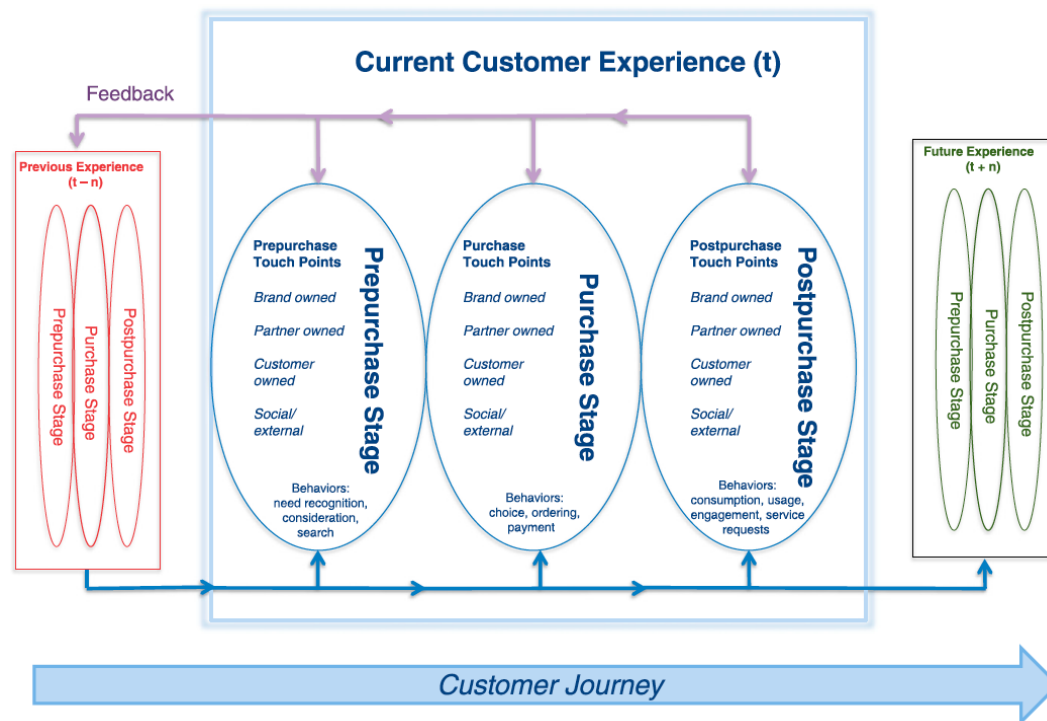 Current Customer Experience (t)
Feedback
Previous Experience
(t – n)
Prepurchase Stage
Purchase Stage
Postpurchase Stage
Prepurchase
Touch Points
Brand owned
Partner owned
Customer
owned
Social/
external
Prepurchase Stage
Behaviors:
need recognition,
consideration,
search
Purchase
Touch Points
Brand owned
Partner owned
Customer
owned
Social/
external
Purchase Stage
Behaviors:
choice, ordering,
payment
Postpurchase
Touch Points
Brand owned
Partner owned
Customer
owned
Social/
external
Postpurchase Stage
Behaviors:
consumption, usage,
engagement, service
requests
Future Experience
(t + n)
Prepurchase Stage
Purchase Stage
Postpurchase Stage
Customer Journey